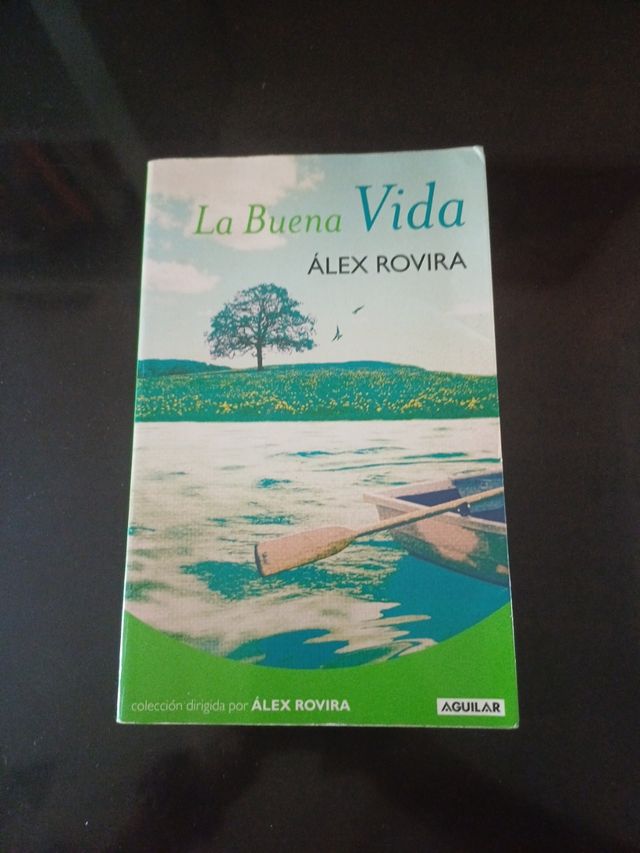 La Buena Vida
ÁLEX ROVIRA
colección dirigida por ÁLEX ROVIRA
AGUILAR